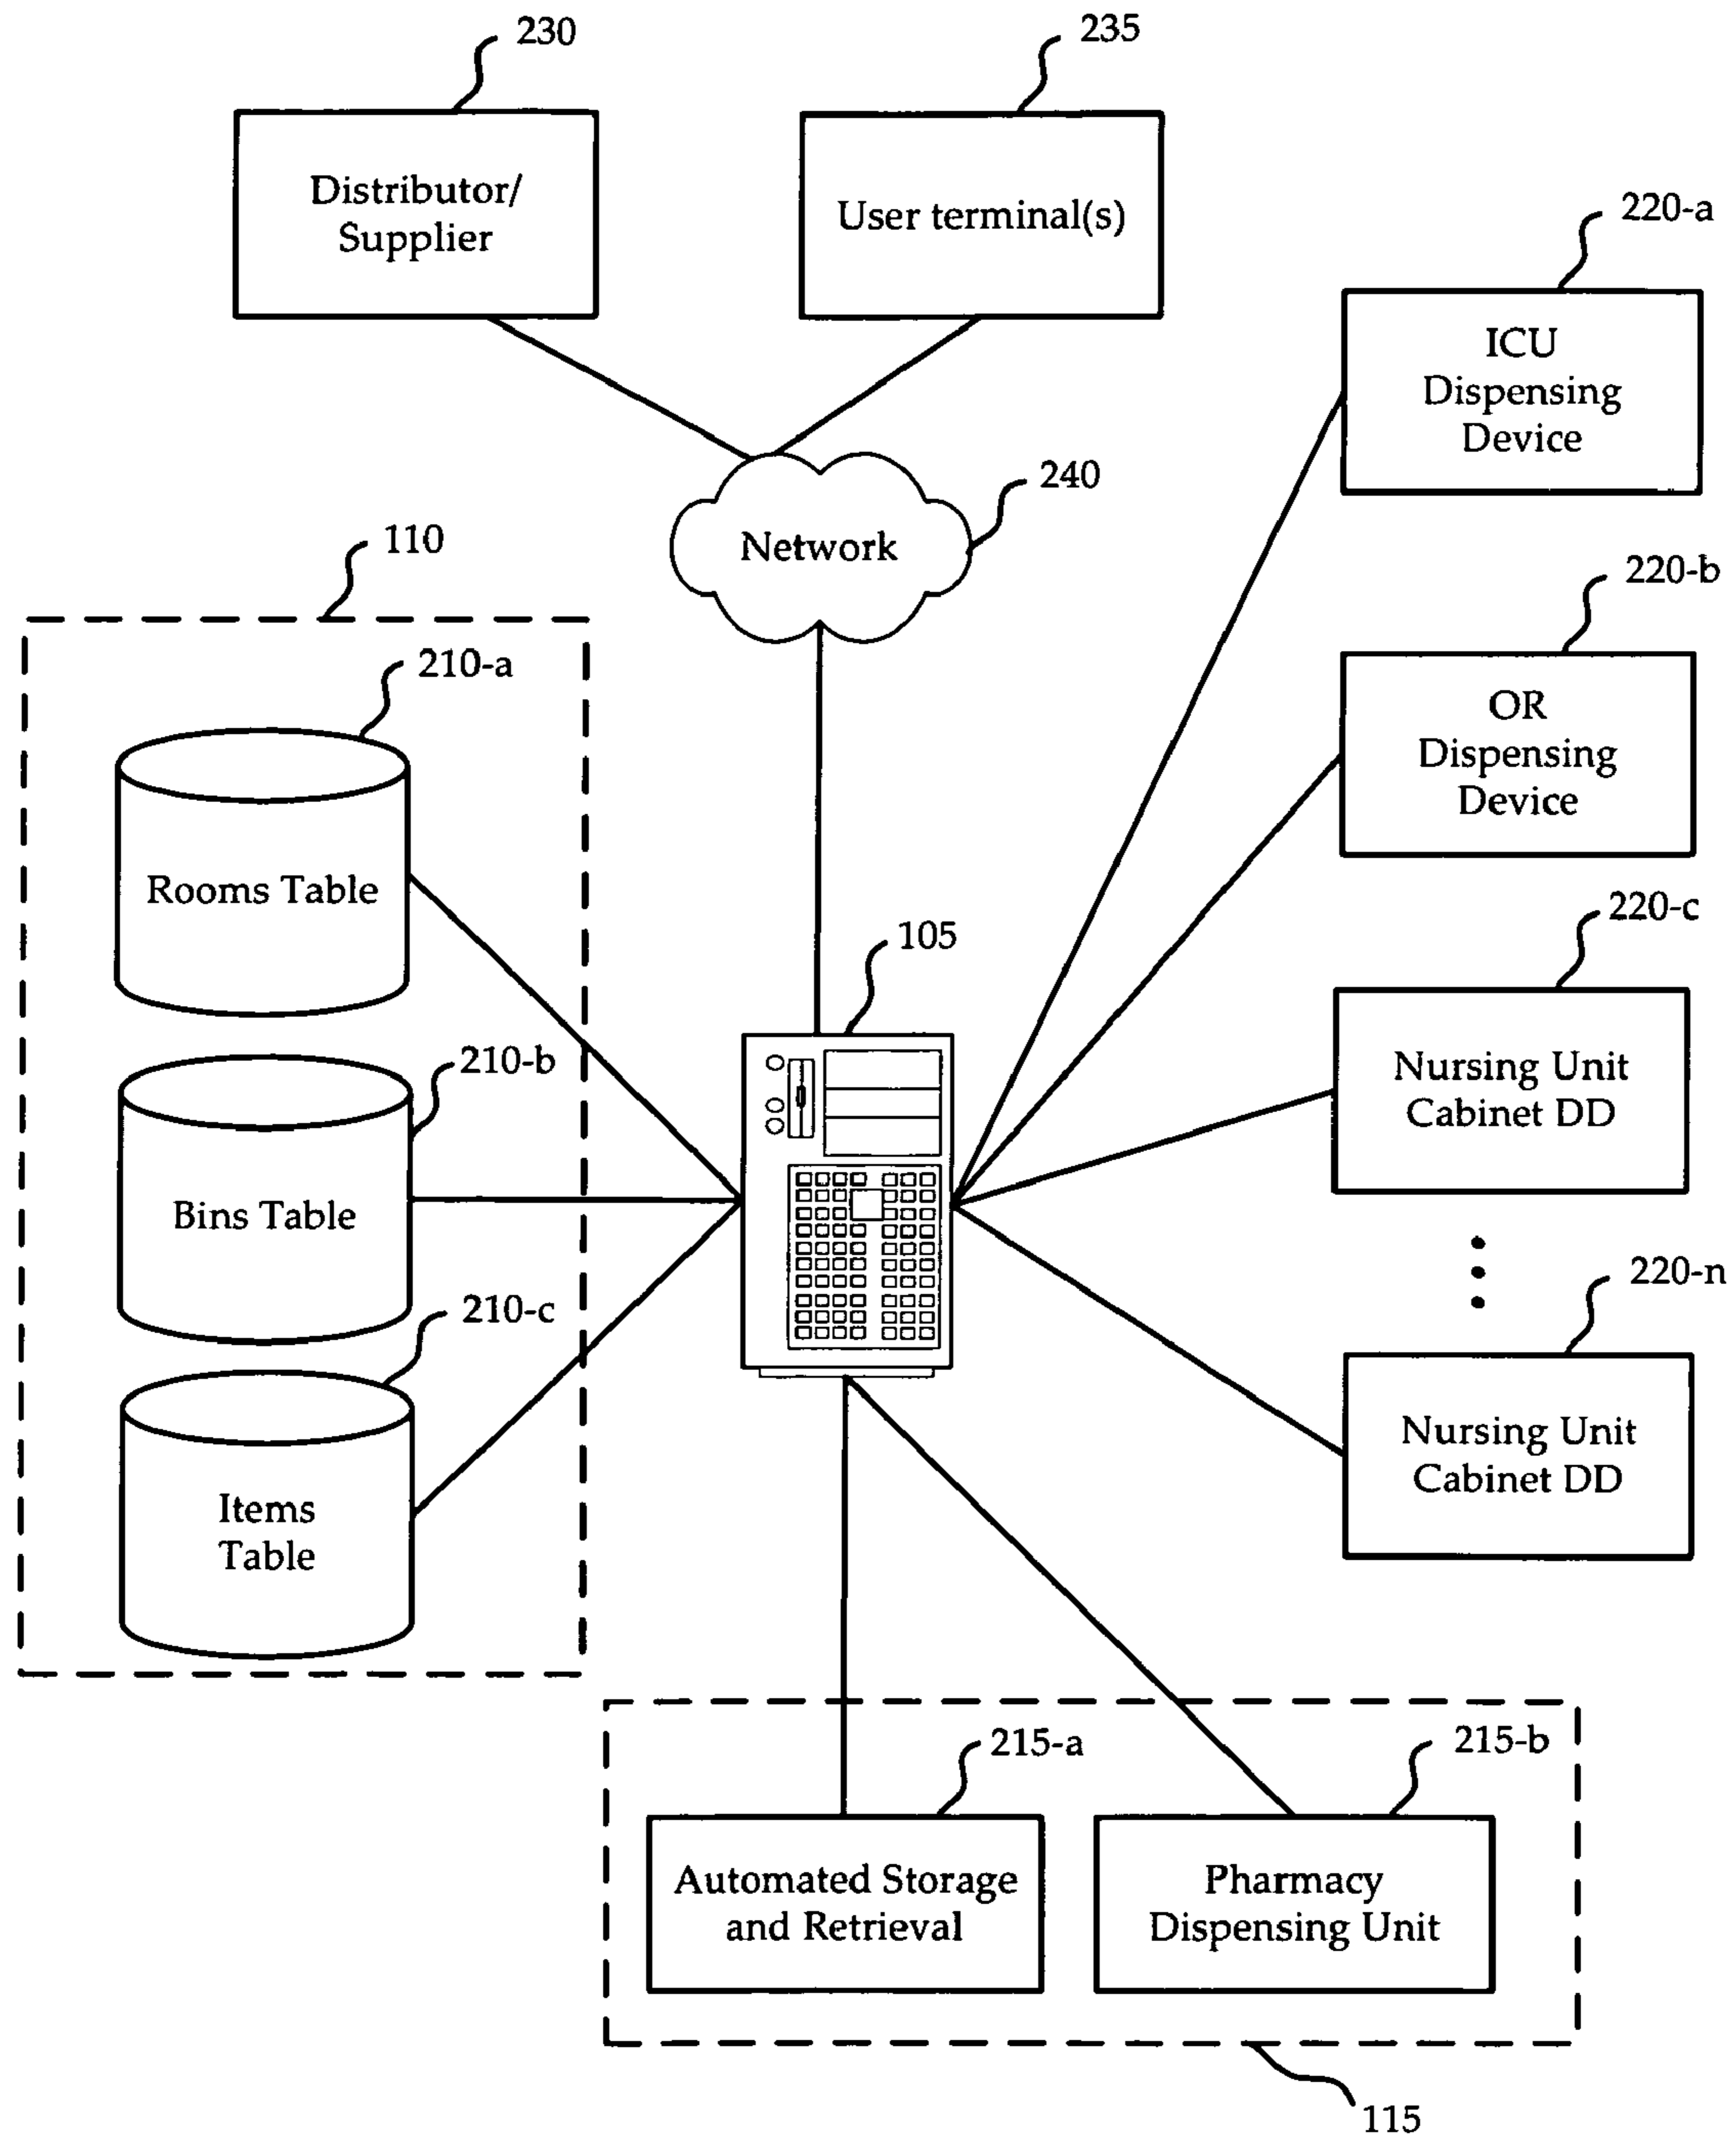 230
235
Distributor/
Supplier
User terminal(s)
220-a
ICU
Dispensing
Device
240
Network
110
220-b
210-a
OR
Dispensing
Device
Rooms Table
220-c
105
210-b
Nursing Unit
Cabinet DD
Bins Table
220-n
210-c
Nursing Unit
Cabinet DD
Items
Table
215-a
215-b
Automated Storage
and Retrieval
Pharmacy
Dispensing Unit
115